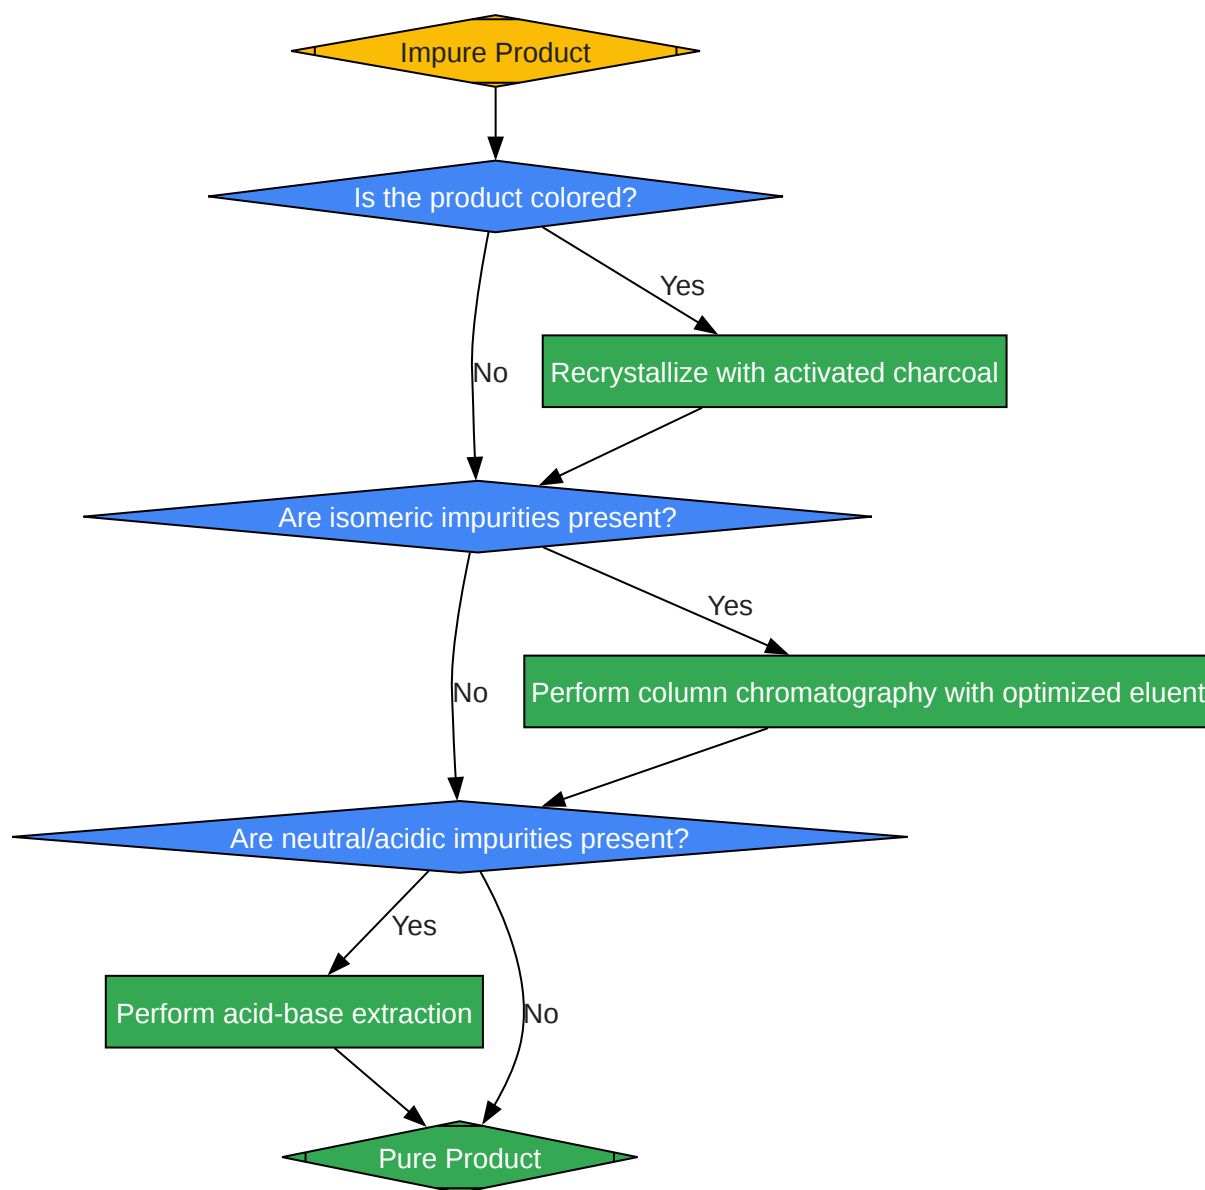 Impure Product
Is the product colored?
Yes
No
Recrystallize with activated charcoal
Are isomeric impurities present?
Yes
No
Perform column chromatography with optimized eluent
Are neutral/acidic impurities present?
Yes
Perform acid-base extraction
No
Pure Product